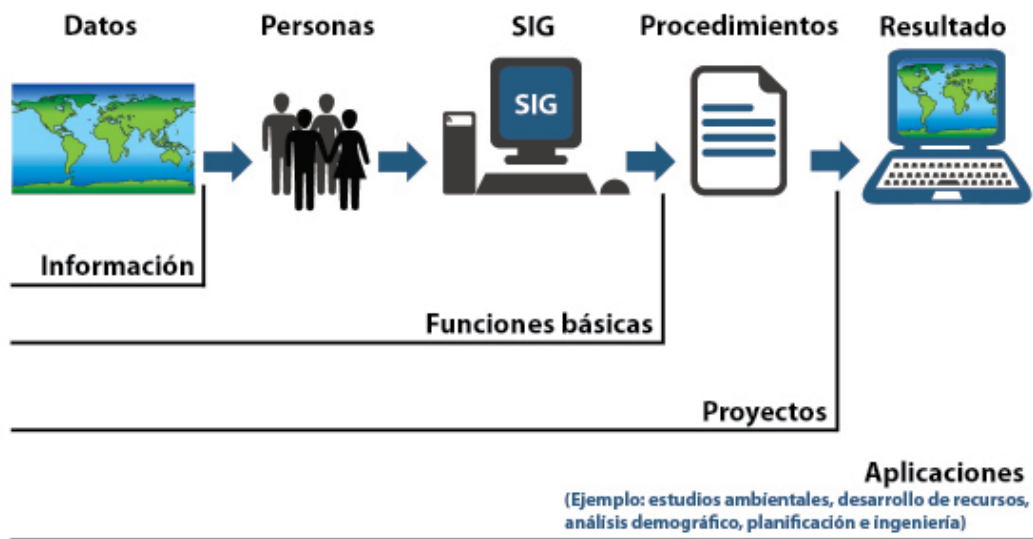 Datos
Personas
SIG
Procedimientos
Resultado
SIG
Información
Funciones básicas
Proyectos
Aplicaciones
(Ejemplo: estudios ambientales, desarrollo de recursos,
análisis demográfico, planificación e ingeniería)